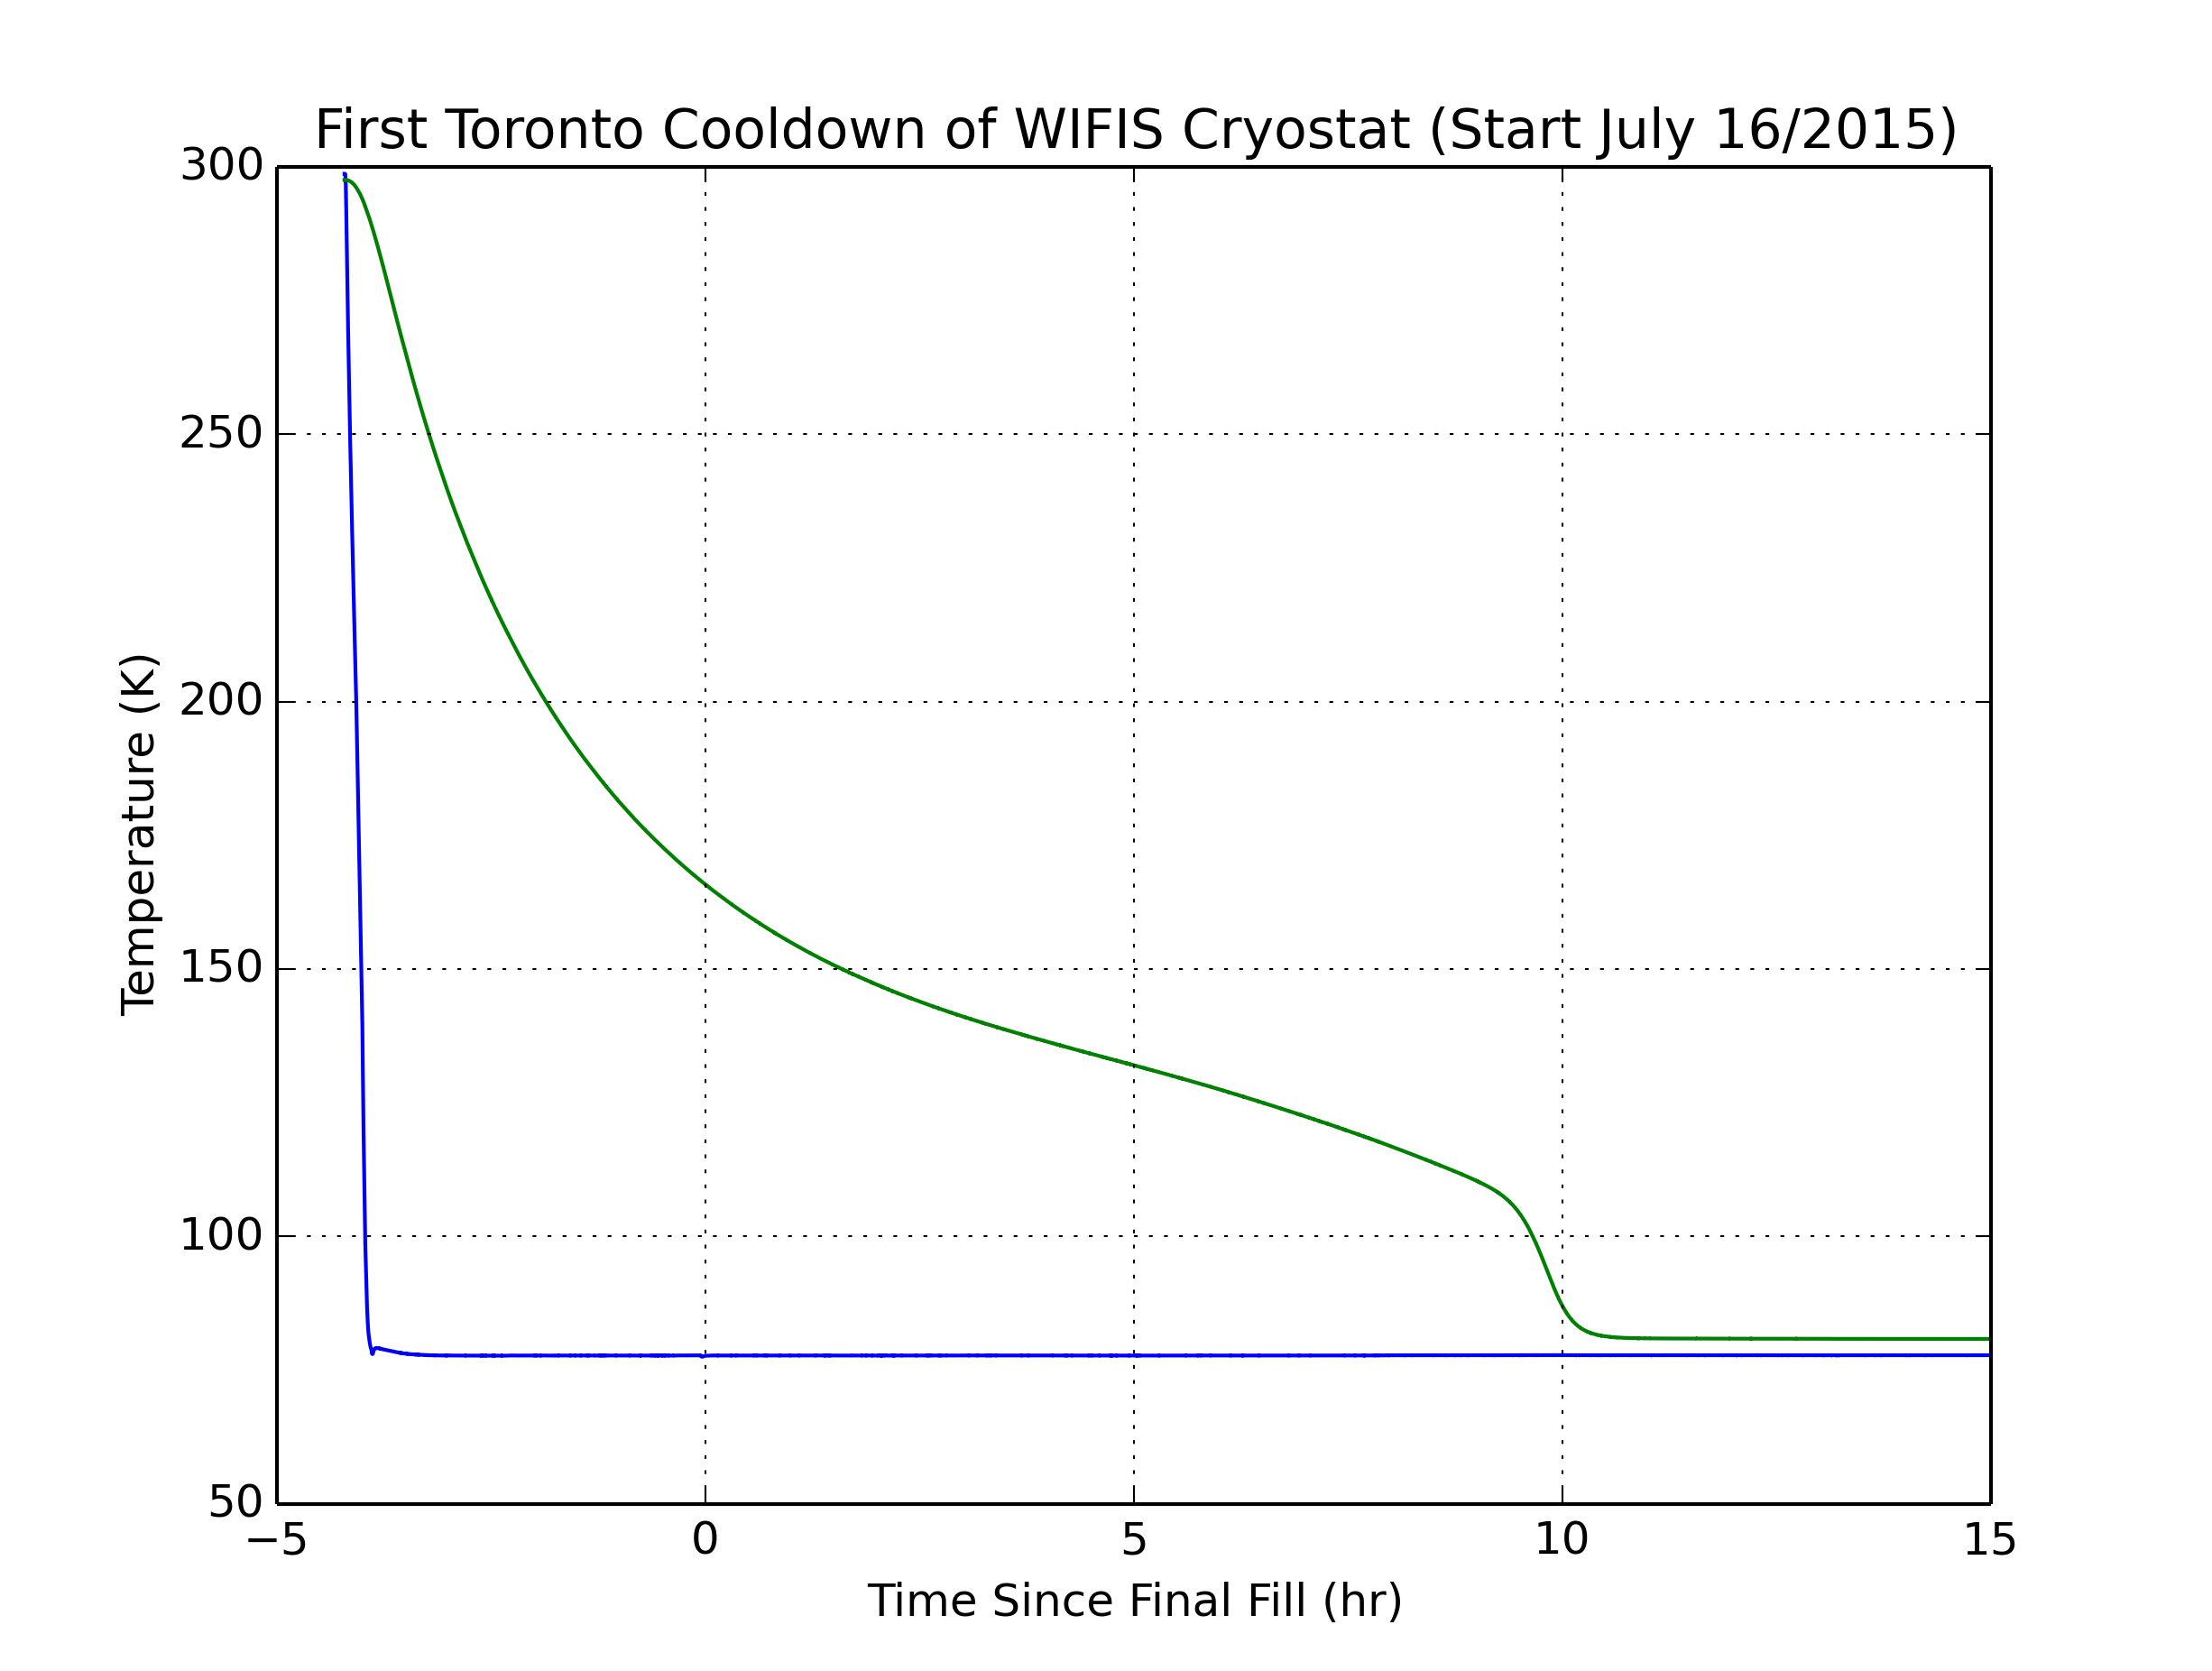 First Toronto Cooldown of WIFIS Cryostat (Start July 16/2015)
300
250
200
150
100
50
Temperature (K)
−5 0 5 10 15
Time Since Final Fill (hr)